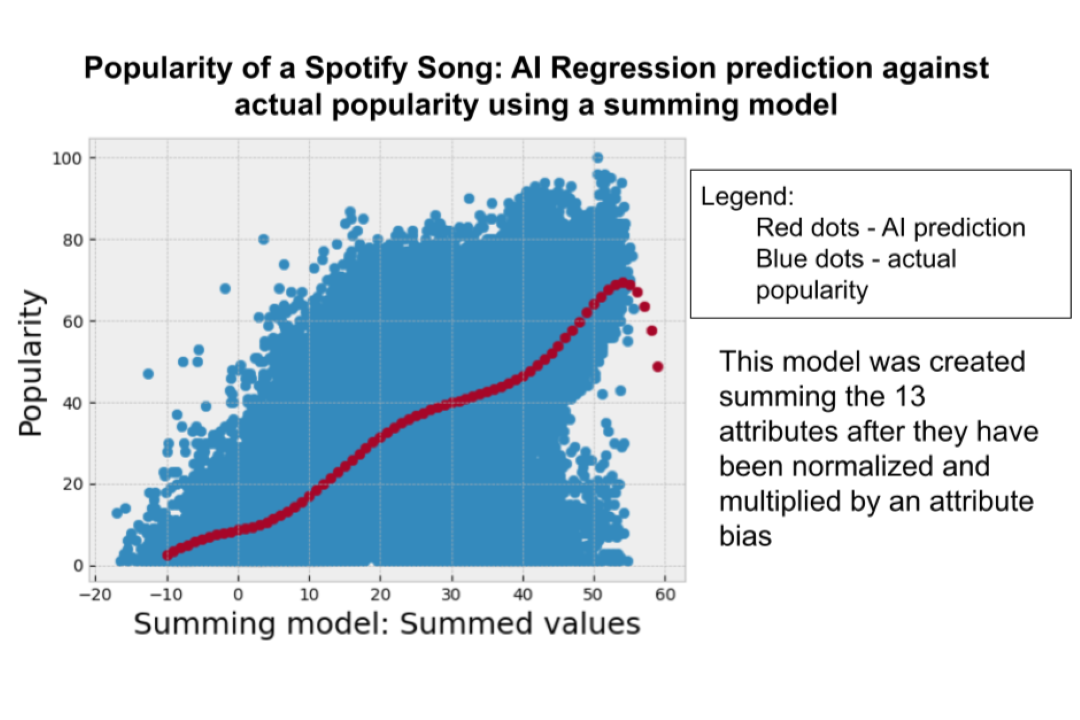 Popularity of a Spotify Song: AI Regression prediction against
actual popularity using a summing model
100
80
60
40
20
0
Popularity
−20
−10
0
10
20
30
40
50
60
Summing model: Summed values
Legend:
Red dots - AI prediction
Blue dots - actual
popularity
This model was created
summing the 13
attributes after they have
been normalized and
multiplied by an attribute
bias